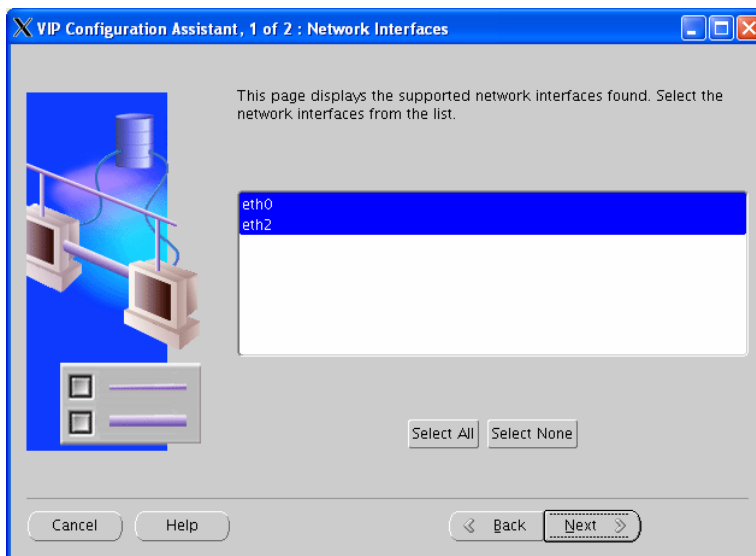 VIP Configuration Assistant, 1 of 2 : Network Interfaces
This page displays the supported network interfaces found. Select the
network interfaces from the list.
eth0
eth2
Select All Select None
Cancel Help Back Next